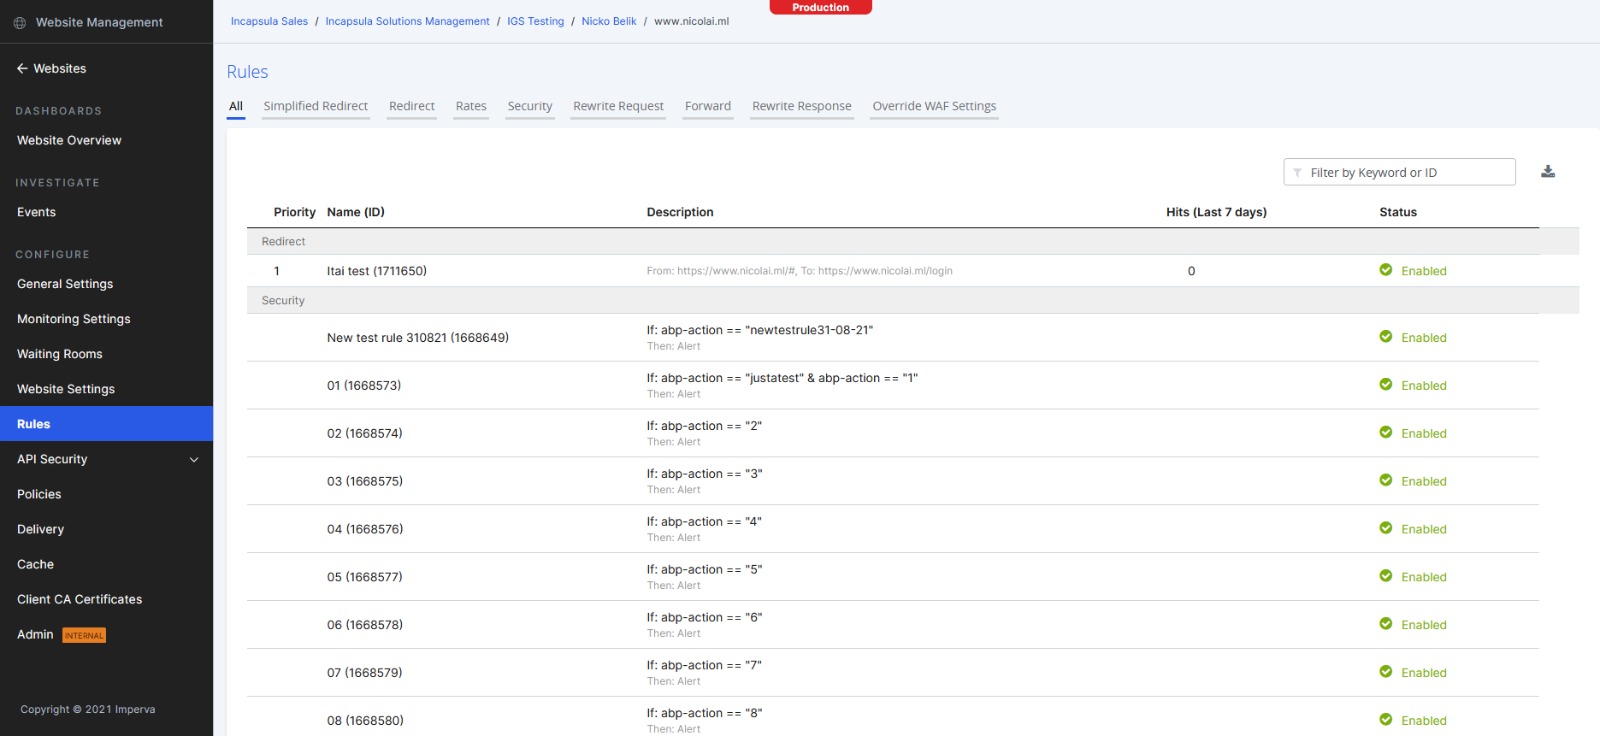 Website Management
Websites
DASHBOARDS
Website Overview
INVESTIGATE
Events
CONFIGURE
General Settings
Monitoring Settings
Waiting Rooms
Website Settings
Rules
API Security
Policies
Delivery
Cache
Client CA Certificates
Admin INTERNAL
Copyright © 2021 Imperva
Production
Incapsula Sales / Incapsula Solutions Management / IGS Testing / Nicko Belik / www.nicolai.ml
Rules
All Simplified Redirect Redirect Rates Security Rewrite Request Forward Rewrite Response Override WAF Settings
Filter by Keyword or ID
Priority Name (ID) Description Hits (Last 7 days) Status
Redirect
1 Itai test (1711650) From: https://www.nicolai.ml/#, To: https://www.nicolai.ml/login 0 Enabled
Security
New test rule 310821 (1668649) If: abp-action == "newtestrule31-08-21" Enabled
Then: Alert
01 (1668573) If: abp-action == "justatest" & abp-action == "1" Enabled
Then: Alert
02 (1668574) If: abp-action == "2" Enabled
Then: Alert
03 (1668575) If: abp-action == "3" Enabled
Then: Alert
04 (1668576) If: abp-action == "4" Enabled
Then: Alert
05 (1668577) If: abp-action == "5" Enabled
Then: Alert
06 (1668578) If: abp-action == "6" Enabled
Then: Alert
07 (1668579) If: abp-action == "7" Enabled
Then: Alert
08 (1668580) If: abp-action == "8" Enabled
Then: Alert